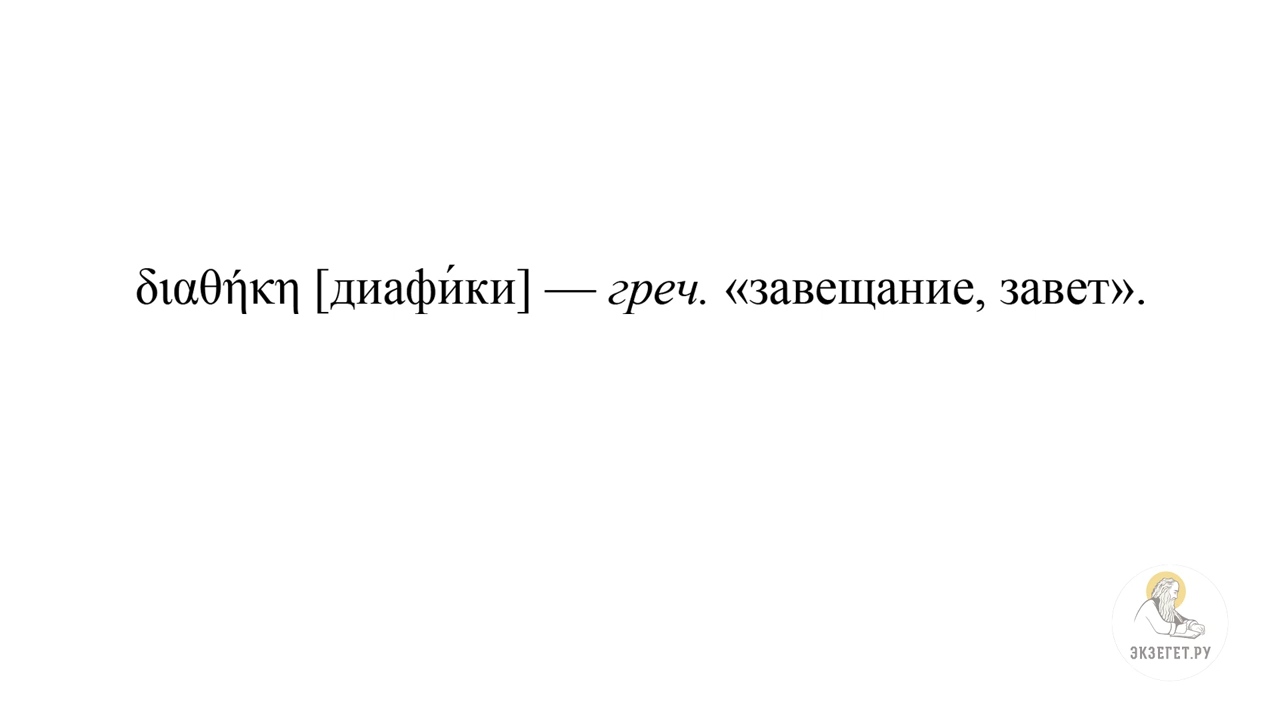 διαθήκη [диафи́ки] — греч. «завещание, завет».
ЭКЗЕГЕТ.РУ